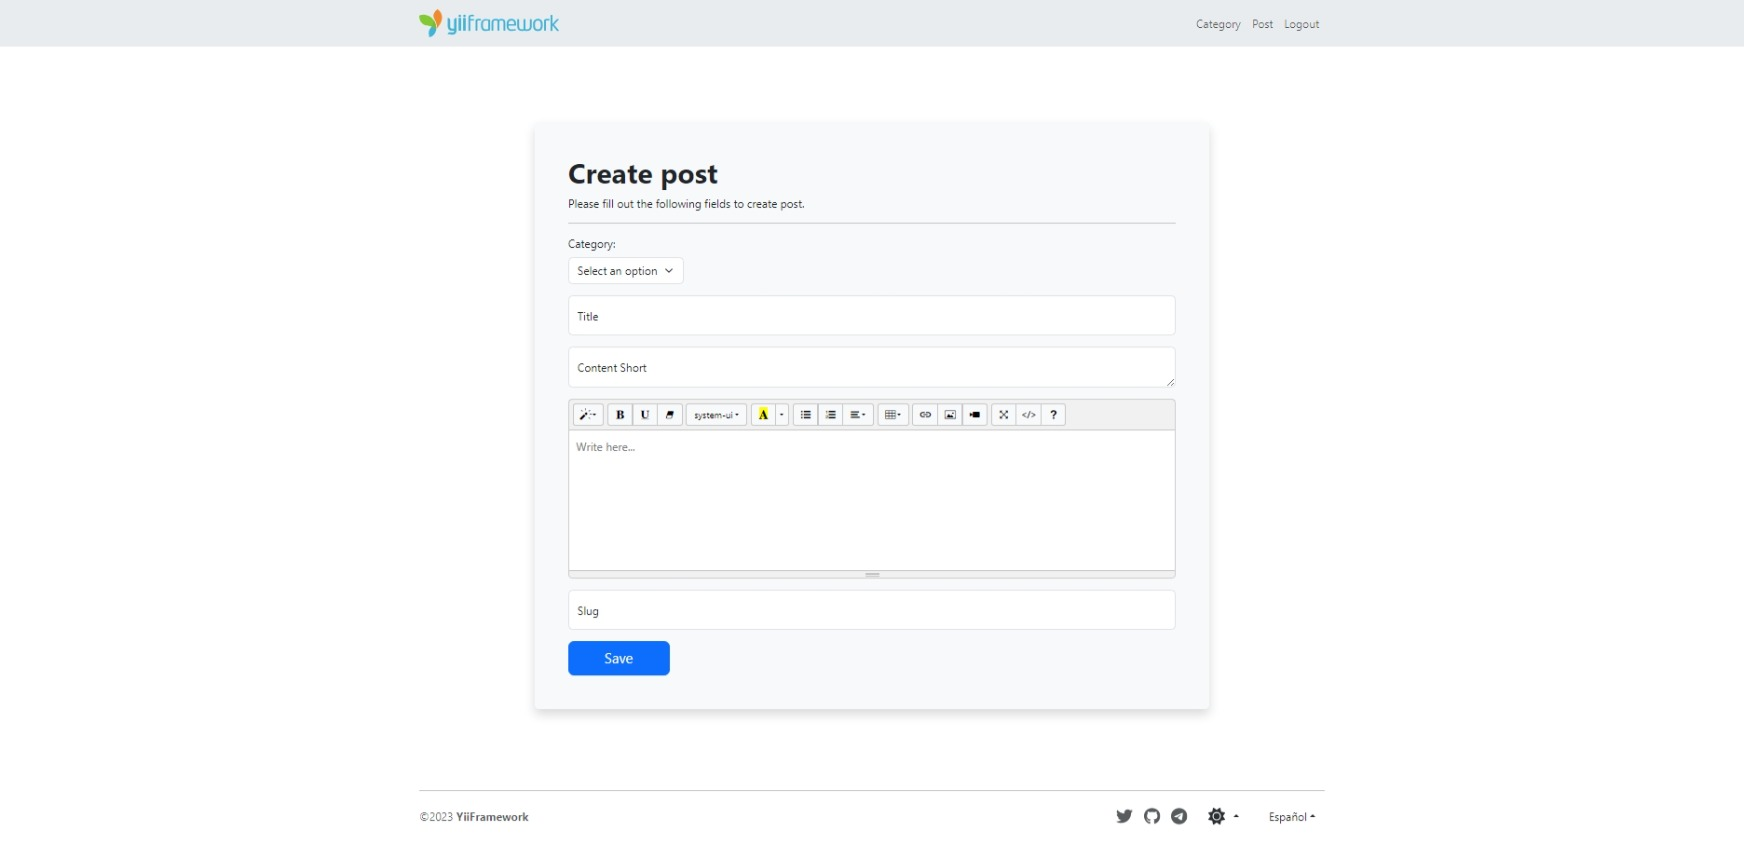 yiiframework
Category Post Logout
Create post
Please fill out the following fields to create post.
Category:
Select an option
Title
Content Short
B U system-ui A </> ?
Write here...
Slug
Save
©2023 YiiFramework
Español